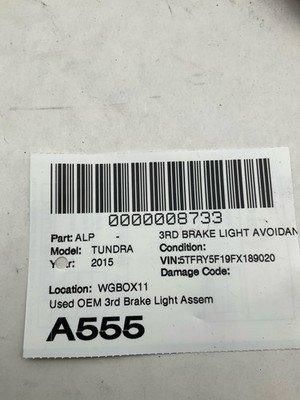 0000008733
Part: ALP - 3RD BRAKE LIGHT AVOIDAN
Model: TUNDRA Condition:
Year: 2015 VIN:5TFRY5F19FX189020
Damage Code:
Location: WGBOX11
Used OEM 3rd Brake Light Assem
A555